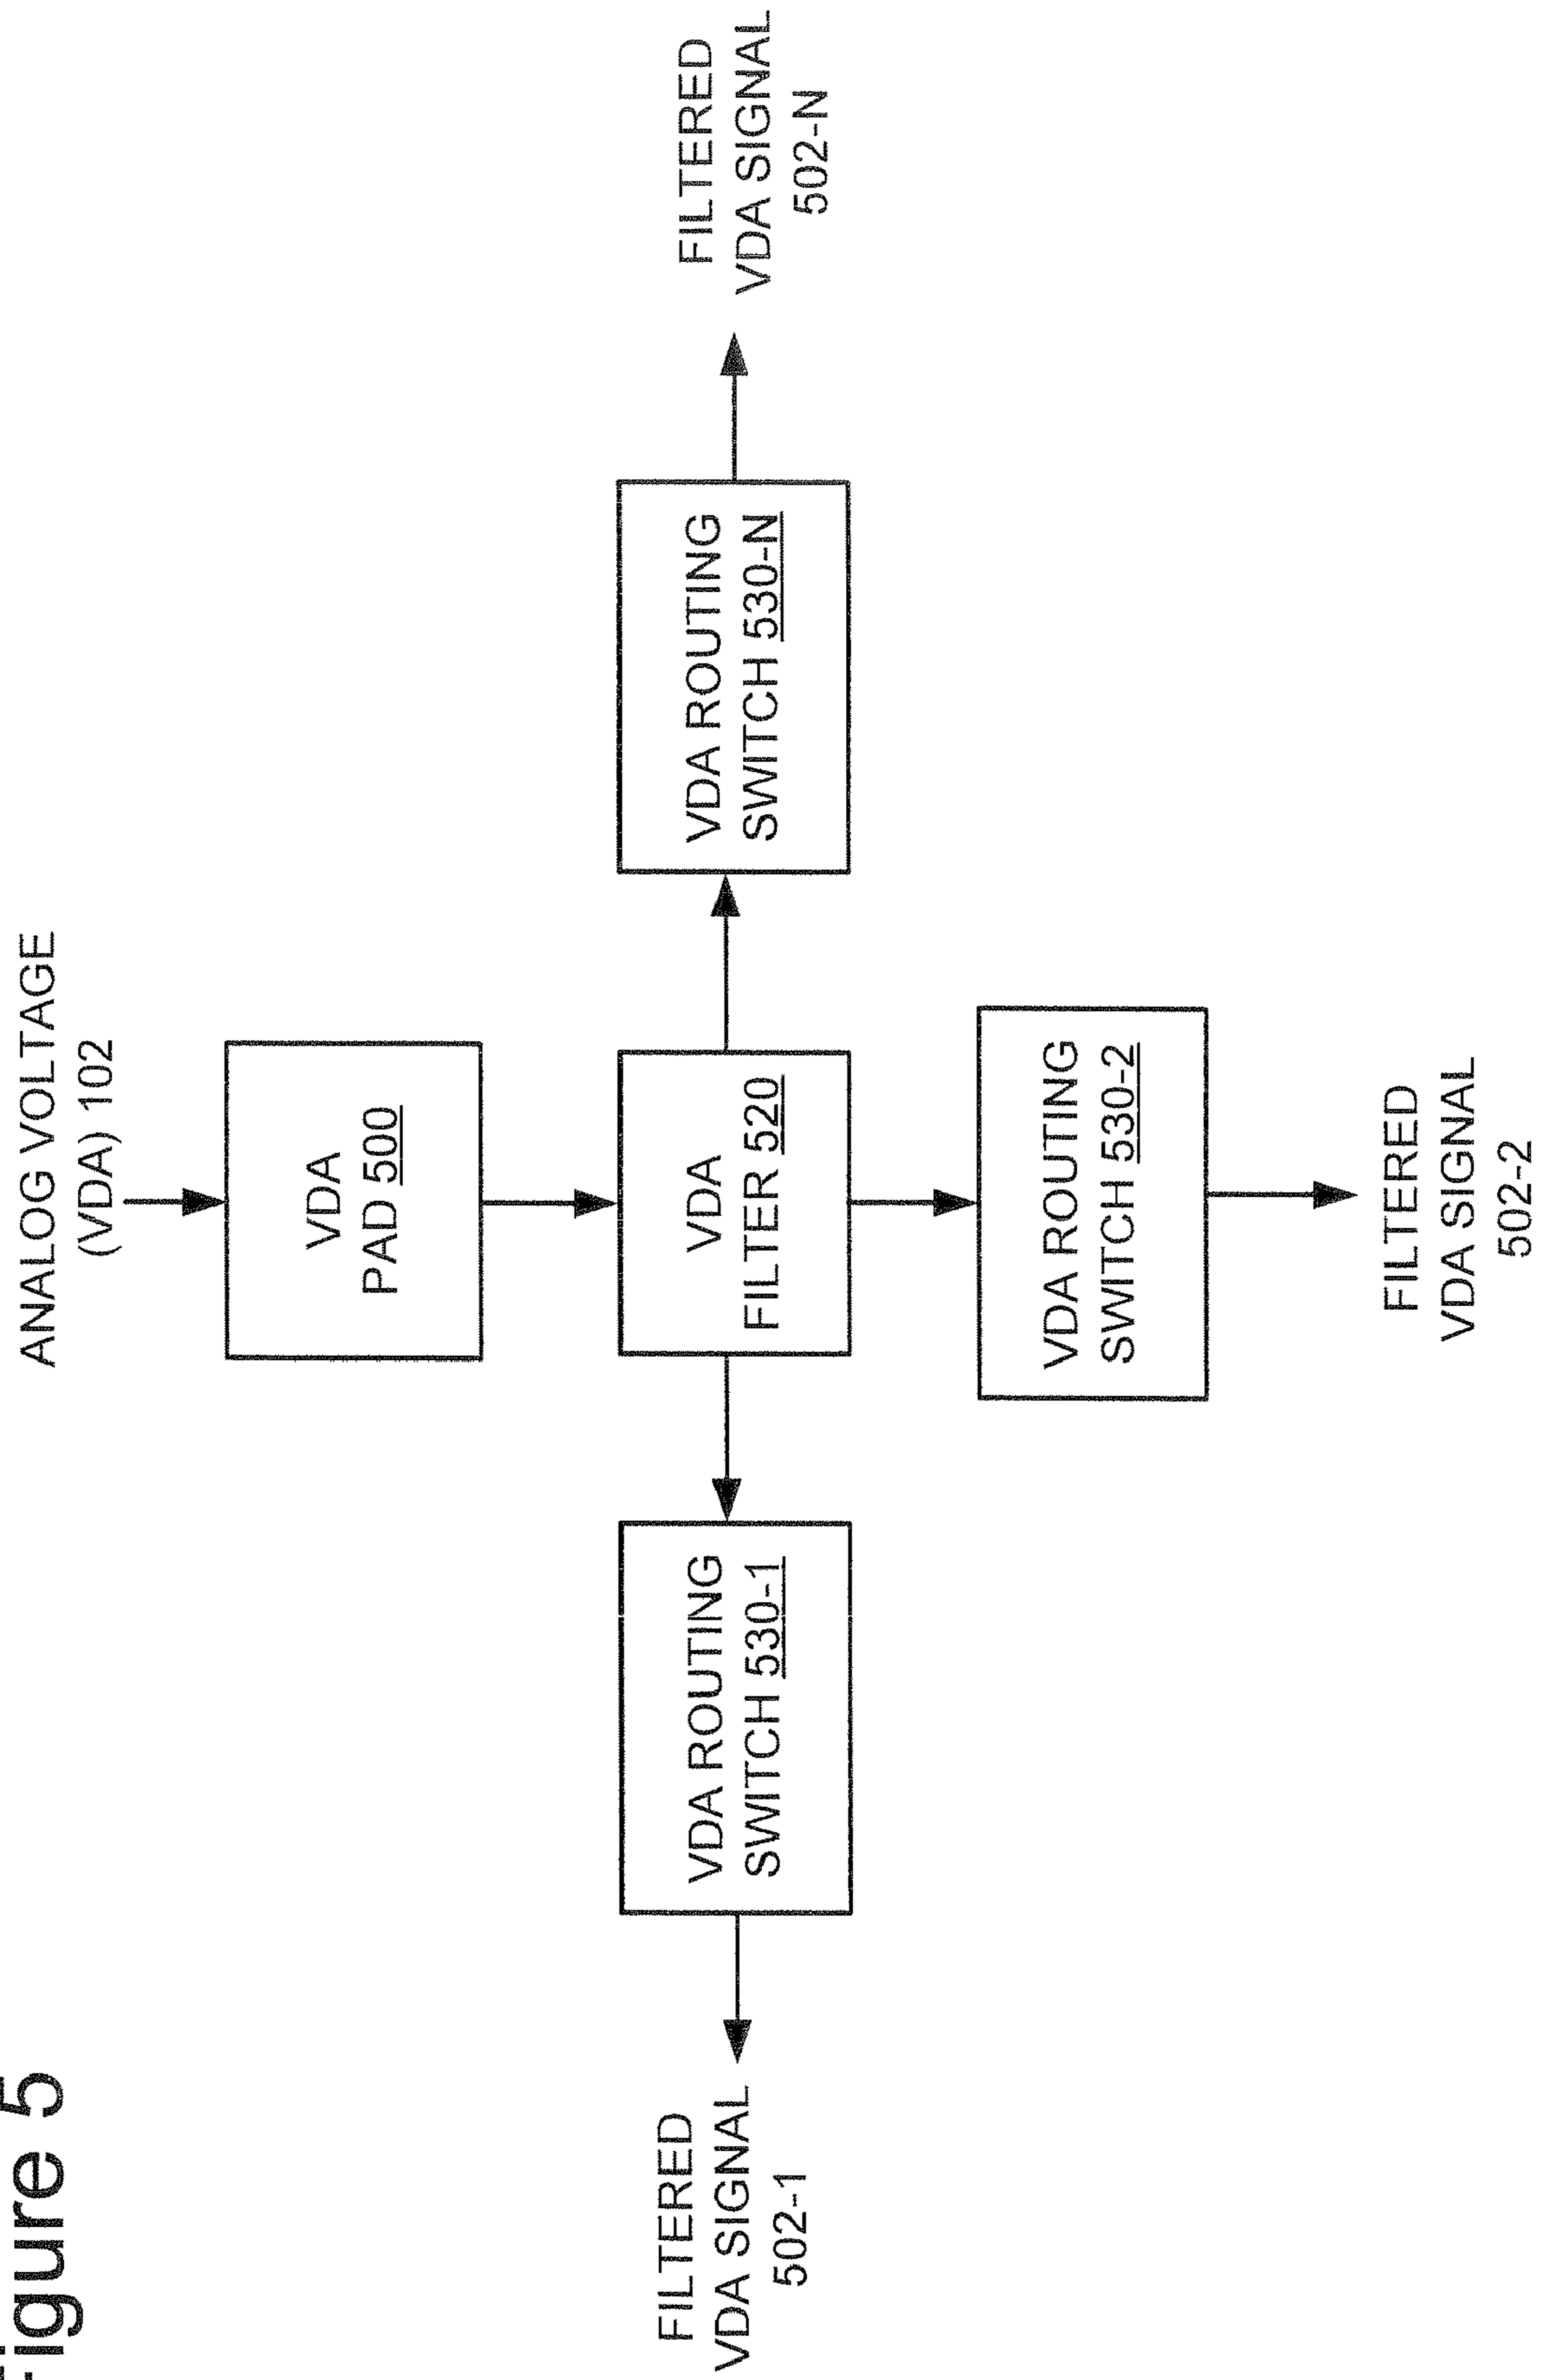 Figure 5
ANALOG VOLTAGE
(VDA) 102
VDA
PAD 500
FILTERED
VDA SIGNAL
502-1
VDA ROUTING
SWITCH 530-1
VDA
FILTER 520
VDA ROUTING
SWITCH 530-N
FILTERED
VDA SIGNAL
502-N
VDA ROUTING
SWITCH 530-2
FILTERED
VDA SIGNAL
502-2